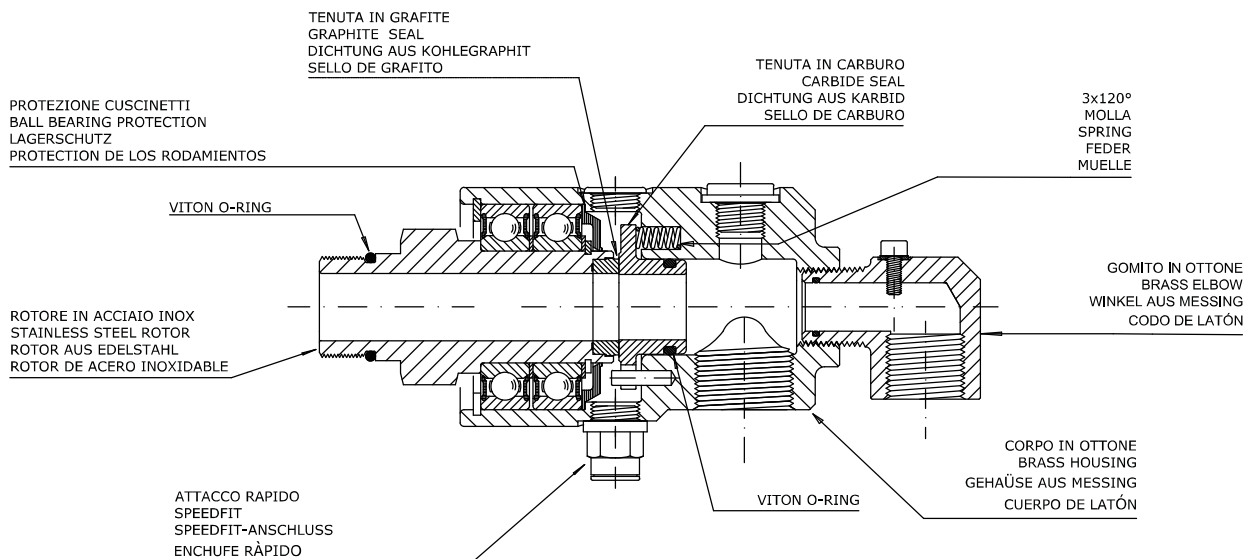 TENUTA IN GRAFITE
GRAPHITE SEAL
DICHTUNG AUS KOHLEGRAPHIT
SELLO DE GRAFITO
TENUTA IN CARBURO
CARBIDE SEAL
DICHTUNG AUS KARBID
SELLO DE CARBURO
PROTEZIONE CUSCINETTI
BALL BEARING PROTECTION
LAGERSCHUTZ
PROTECTION DE LOS RODAMIENTOS
3x120°
MOLLA
SPRING
FEDER
MUELLE
VITON O-RING
GOMITO IN OTTONE
BRASS ELBOW
WINKEL AUS MESSING
CODO DE LATÓN
ROTORE IN ACCIAIO INOX
STAINLESS STEEL ROTOR
ROTOR AUS EDELSTAHL
ROTOR DE ACERO INOXIDABLE
CORPO IN OTTONE
BRASS HOUSING
GEHAÜSE AUS MESSING
CUERPO DE LATÓN
VITON O-RING
ATTACCO RAPIDO
SPEEDFIT
SPEEDFIT-ANSCHLUSS
ENCHUFE RÀPIDO